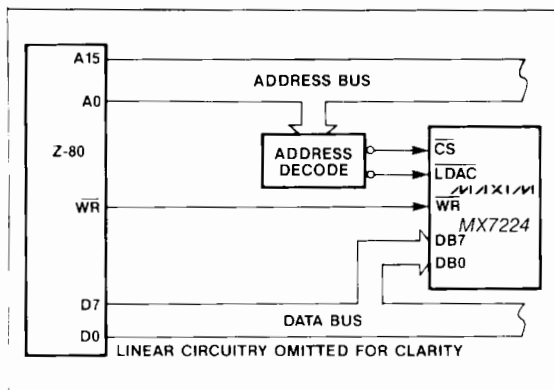 A15
ADDRESS BUS
A0
Z-80
ADDRESS
DECODE
CS
LDAC
MAXIM
WR
WR
MX7224
DB7
DB0
D7
DATA BUS
D0
LINEAR CIRCUITRY OMITTED FOR CLARITY